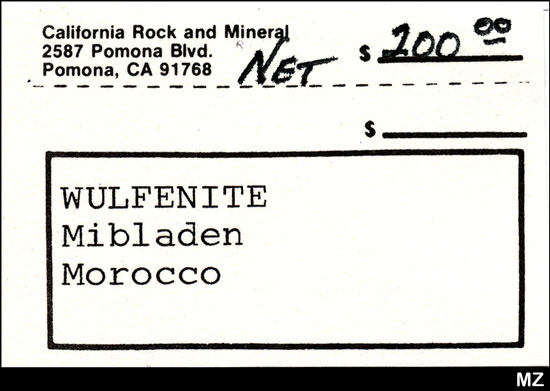 California Rock and Mineral
2587 Pomona Blvd.
Pomona, CA 91768
NET
$ 200 00
$
WULFENITE
Mibladen
Morocco
MZ